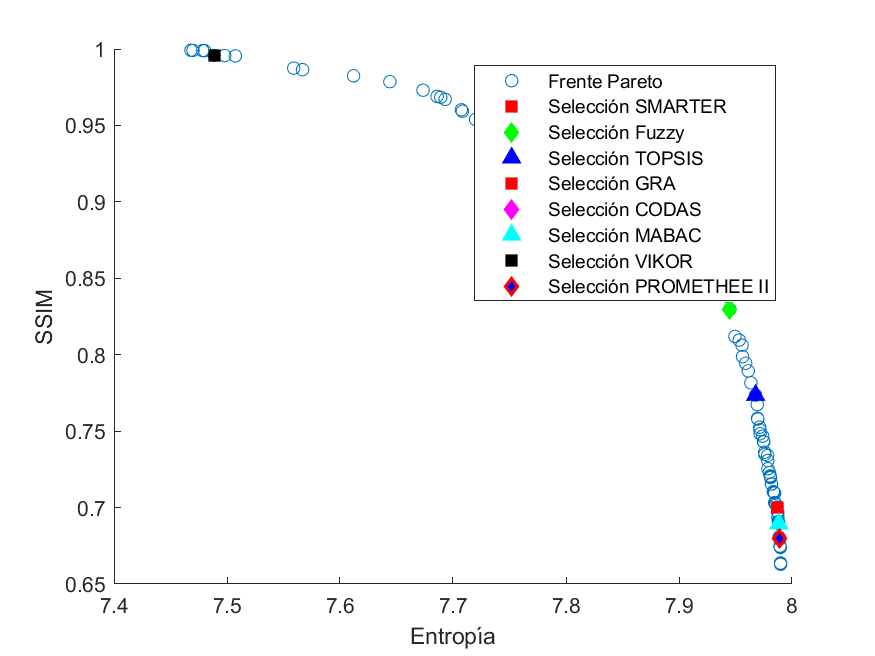 1
0.95
0.9
0.85
0.8
0.75
0.7
0.65
SSIM
7.4 7.5 7.6 7.7 7.8 7.9 8
Entropía
Frente Pareto
Selección SMARTER
Selección Fuzzy
Selección TOPSIS
Selección GRA
Selección CODAS
Selección MABAC
Selección VIKOR
Selección PROMETHEE II